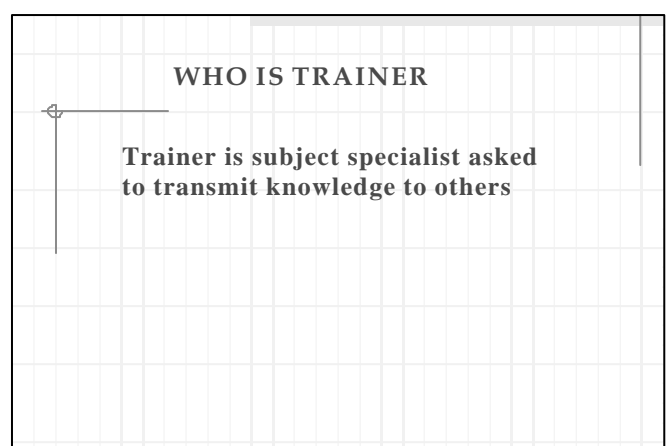 WHO IS TRAINER
Trainer is subject specialist asked
to transmit knowledge to others